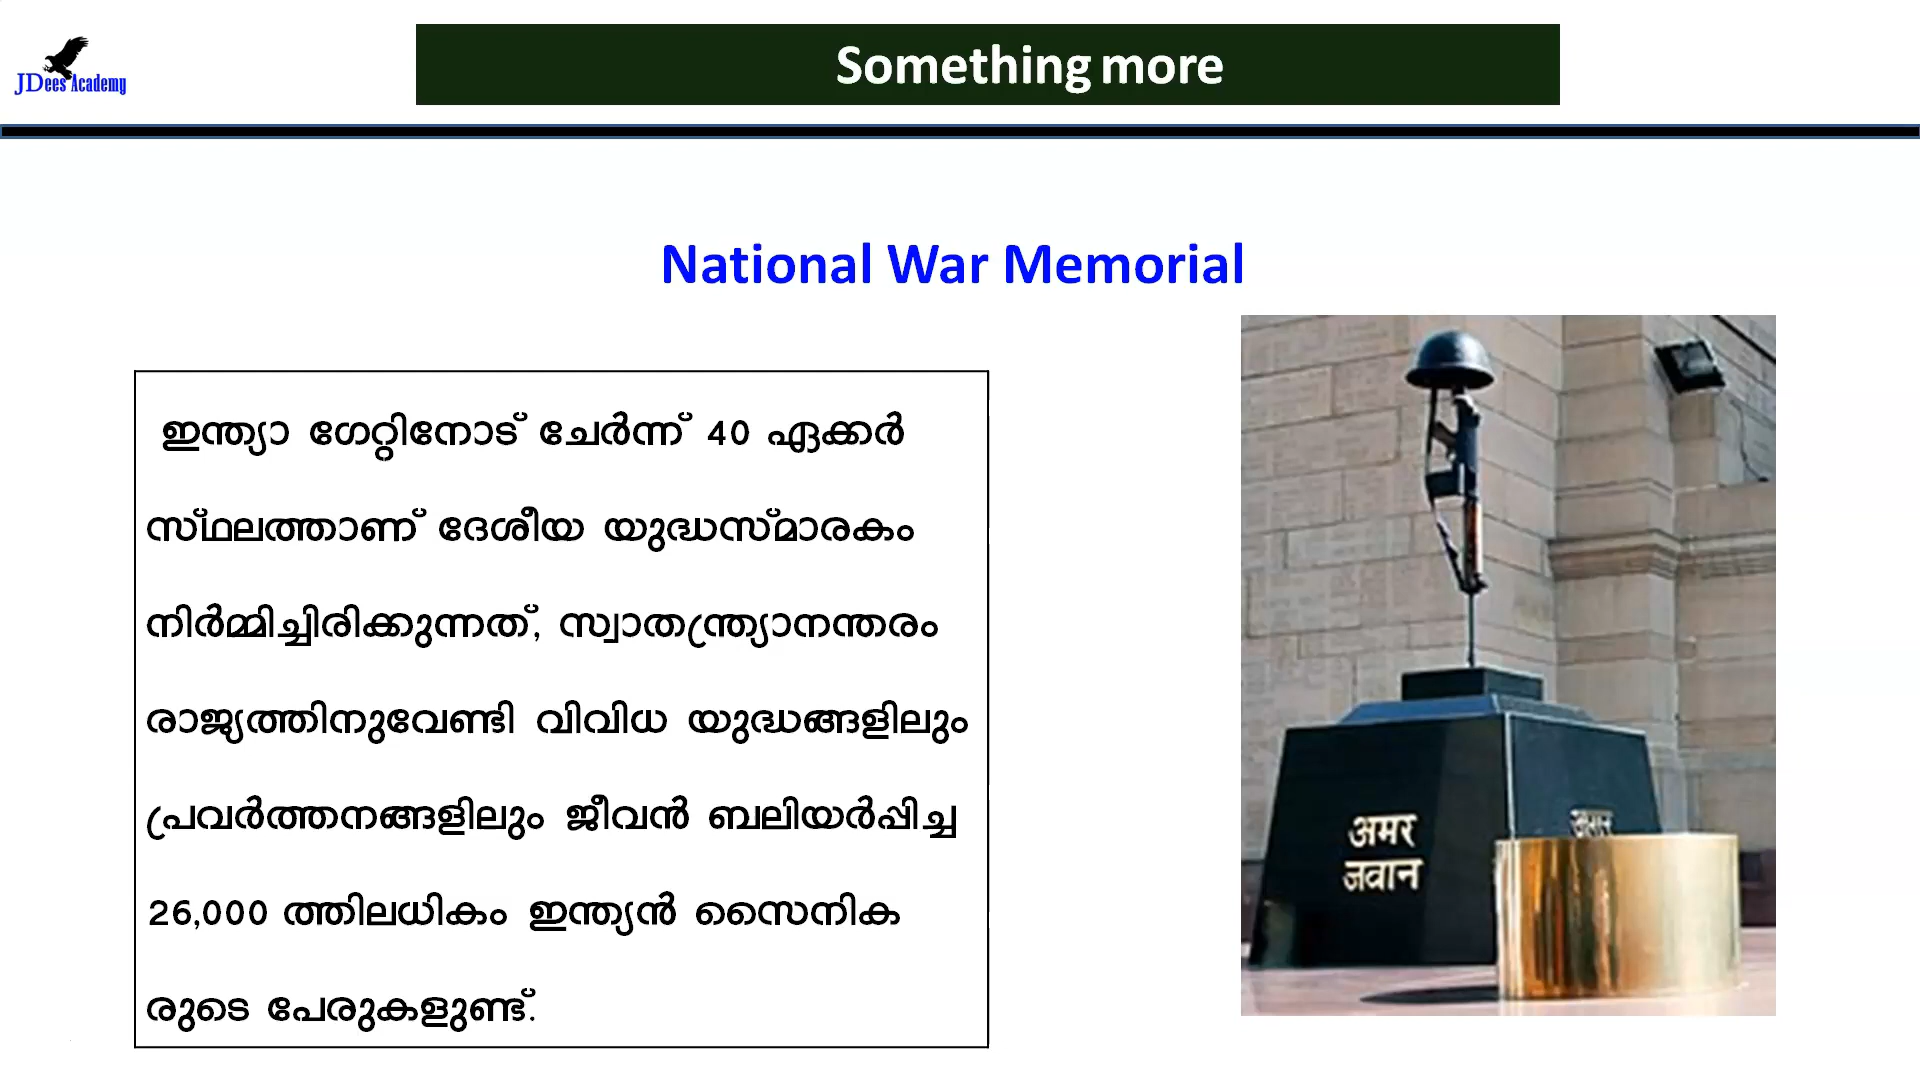 JDees Academy
Something more
National War Memorial
ഇന്ത്യാ ഗേറ്റിനോട് ചേർന്ന് 40 ഏക്കർ
സ്ഥലത്താണ് ദേശീയ യുദ്ധസ്മാരകം
നിർമ്മിച്ചിരിക്കുന്നത്, സ്വാതന്ത്ര്യാനന്തരം
രാജ്യത്തിനുവേണ്ടി വിവിധ യുദ്ധങ്ങളിലും
പ്രവർത്തനങ്ങളിലും ജീവൻ ബലിയർപ്പിച്ച
26,000 ത്തിലധികം ഇന്ത്യൻ സൈനിക
രുടെ പേരുകളുണ്ട്.
अमर
जवान